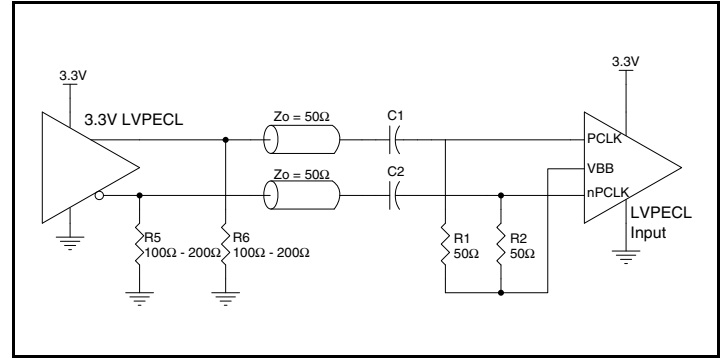 3.3V
3.3V
3.3V LVPECL
C1
Zo = 50Ω
PCLK
Zo = 50Ω
C2
VBB
nPCLK
LVPECL
Input
R5
100Ω - 200Ω
R6
100Ω - 200Ω
R1
50Ω
R2
50Ω